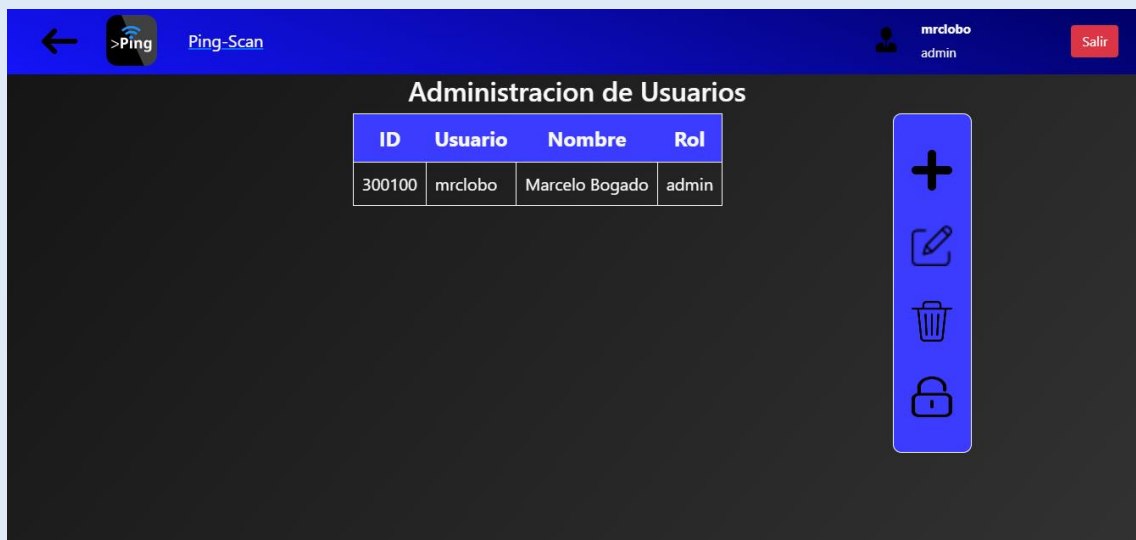 >Ping
Ping-Scan
mrclobo
admin
Salir
Administracion de Usuarios
ID Usuario Nombre Rol
300100 mrclobo Marcelo Bogado admin